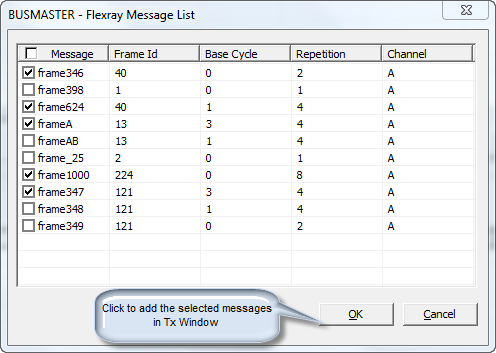 BUSMASTER - Flexray Message List
Message Frame Id Base Cycle Repetition Channel
frame346 40 0 2 A
frame398 1 0 1 A
frame624 40 1 4 A
frameA 13 3 4 A
frameAB 13 1 4 A
frame_25 2 0 1 A
frame1000 224 0 8 A
frame347 121 3 4 A
frame348 121 1 4 A
frame349 121 0 2 A
Click to add the selected messages
in Tx Window
OK Cancel